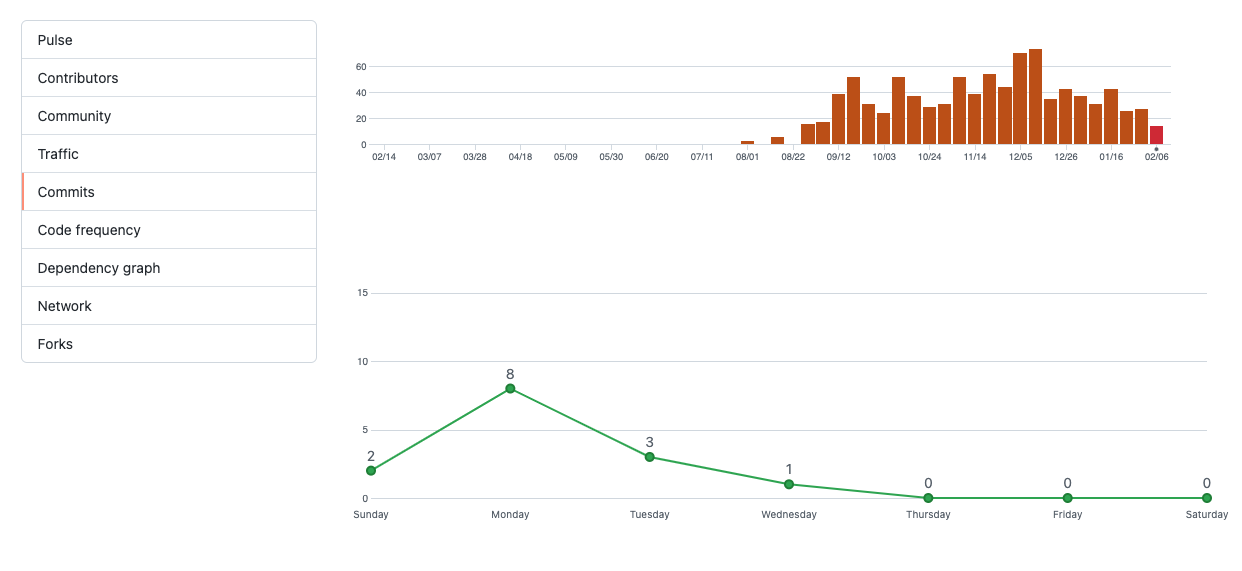 Pulse
Contributors
Community
Traffic
Commits
Code frequency
Dependency graph
Network
Forks
60
40
20
0
02/14 03/07 03/28 04/18 05/09 05/30 06/20 07/11 08/01 08/22 09/12 10/03 10/24 11/14 12/05 12/26 01/16 02/06
15
10
8
5
3
2
1
0 0 0
0
Sunday Monday Tuesday Wednesday Thursday Friday Saturday